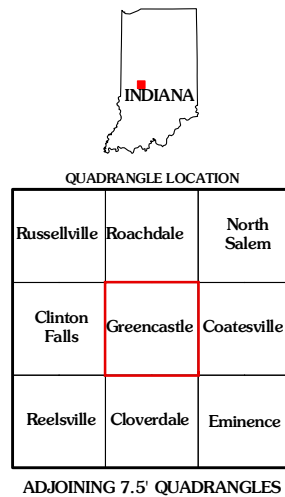 INDIANA
QUADRANGLE LOCATION
Russellville Roachdale North
Salem
Clinton
Falls Greencastle Coatesville
Reelsville Cloverdale Eminence
ADJOINING 7.5' QUADRANGLES